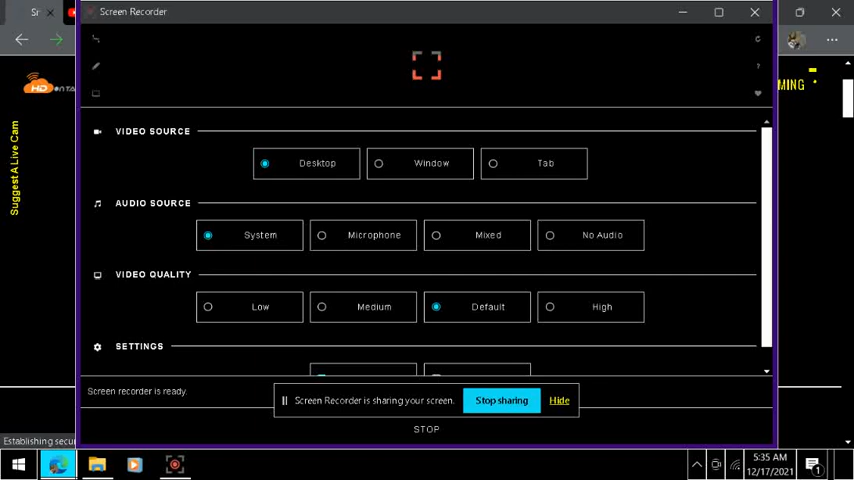 Screen Recorder
HD
MING
Suggest A Live Cam
VIDEO SOURCE
Desktop
Window
Tab
AUDIO SOURCE
System
Microphone
Mixed
No Audio
VIDEO QUALITY
Low
Medium
Default
High
SETTINGS
Screen recorder is ready.
Screen Recorder is sharing your screen.
Stop sharing
Hide
STOP
Establishing secu
5:35 AM
12/17/2021
1